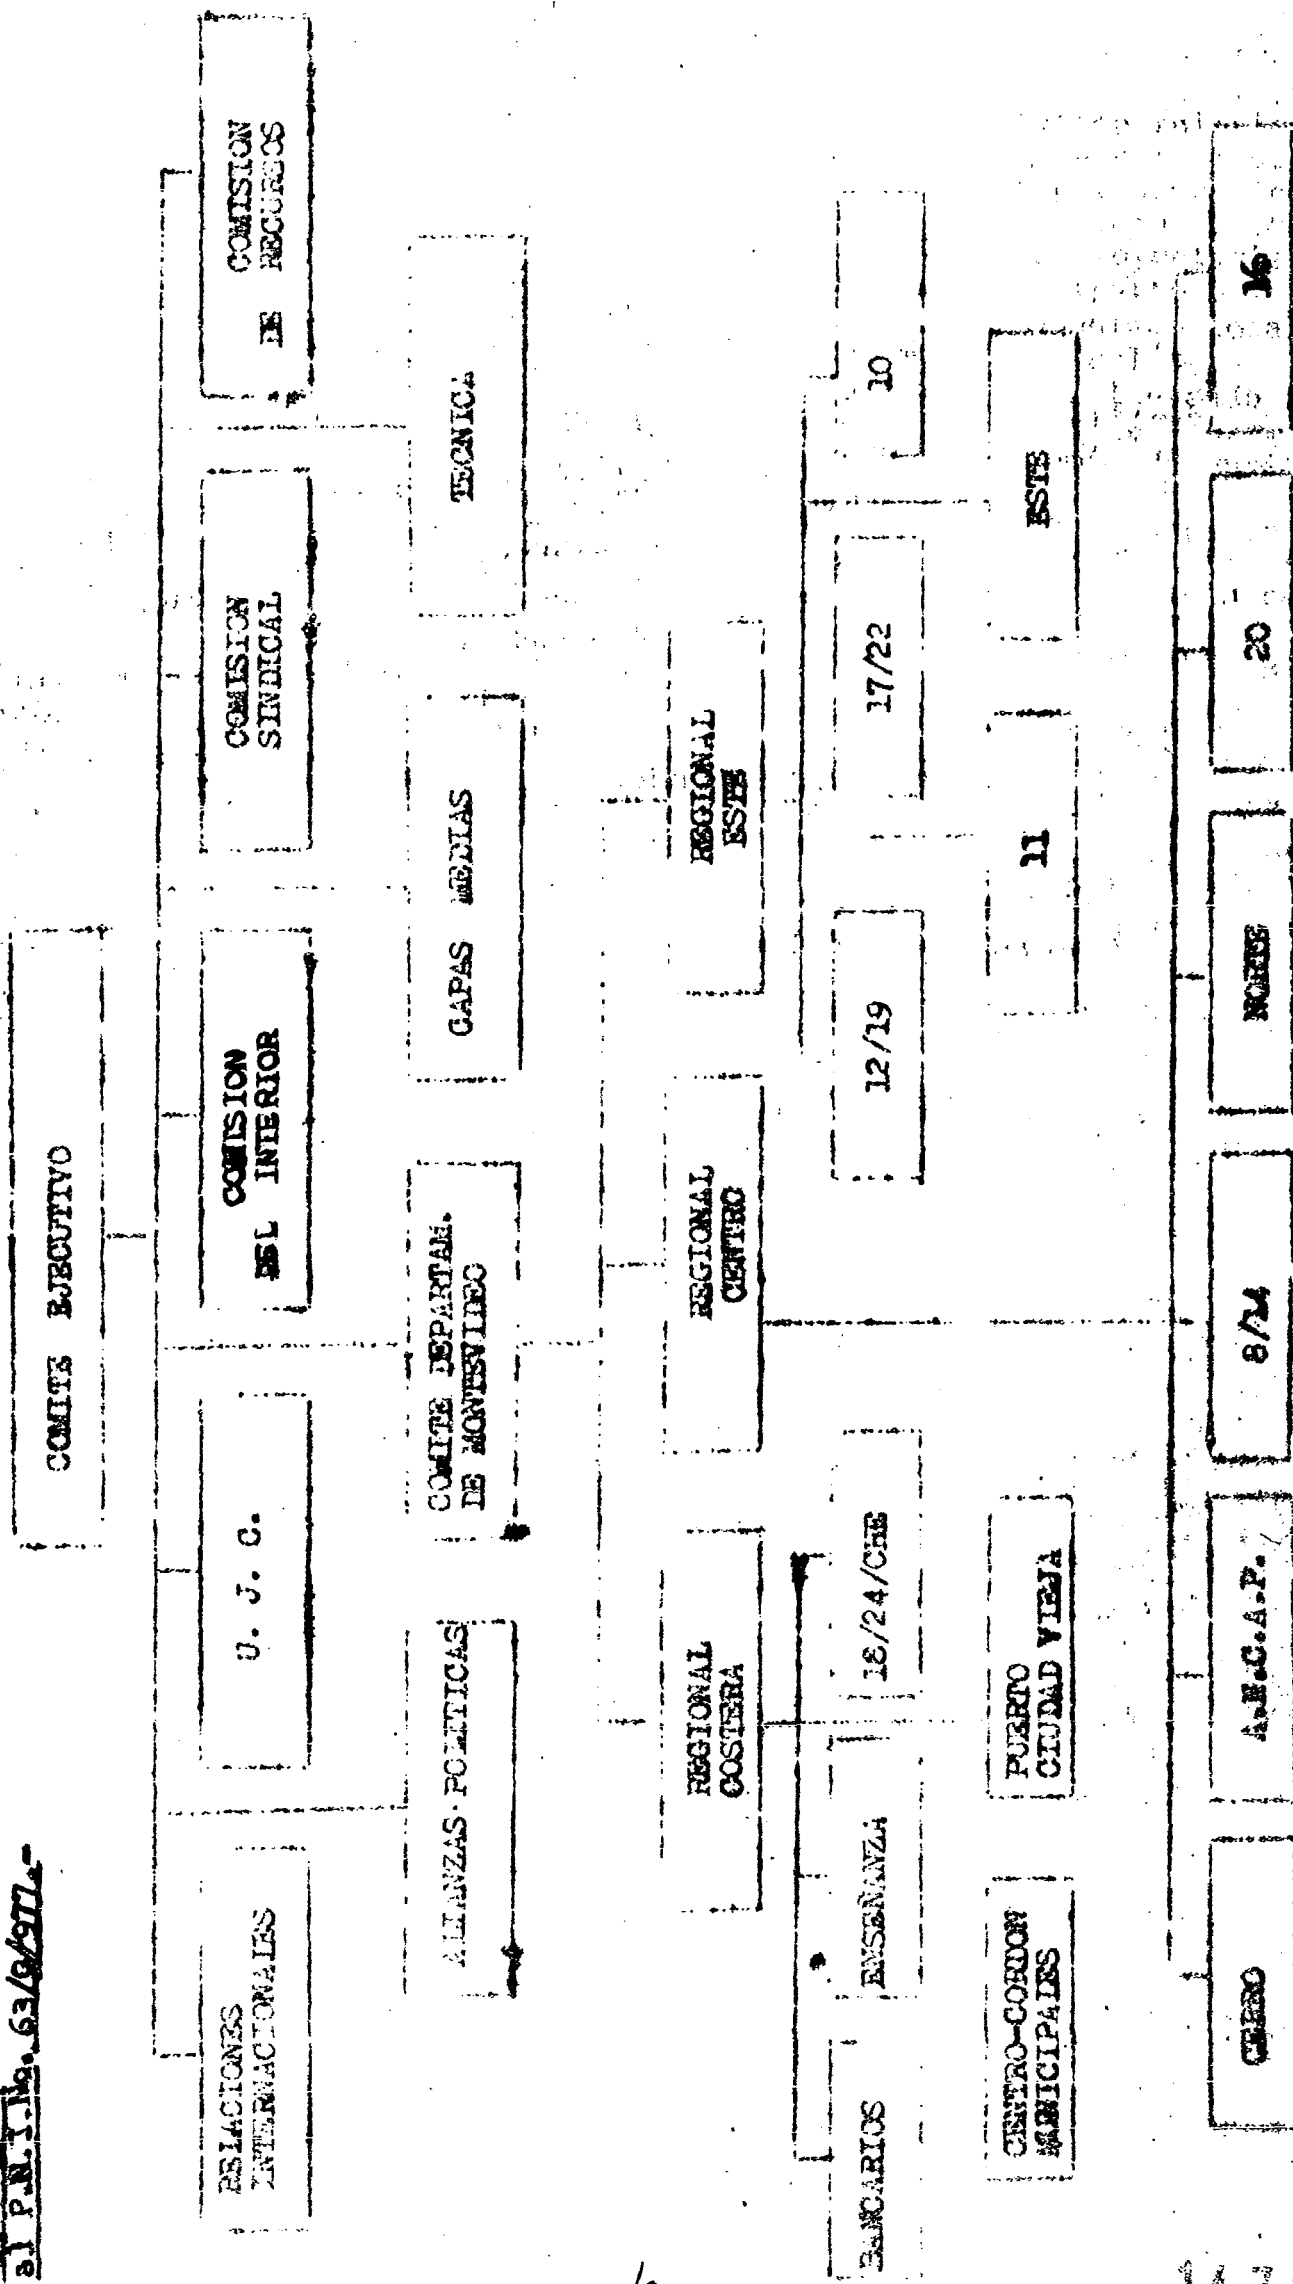 al P.N.I.No. 63/9/977.-
COMITE EJECUTIVO
RELACIONES
INTERNACIONALES
U. J. C.
COMISION
DEL INTERIOR
COMISION
SINDICAL
COMISION
DE RECURSOS
ALIANZAS POLITICAS
COMITE DEPARTAM.
DE MONTEVIDEO
CAPAS MEDIAS
TECNICA
REGIONAL
COSTERA
REGIONAL
CENTRO
REGIONAL
ESTE
BANCARIOS
ENSEÑANZA
18/24/CHE
12/19
17/22
10
CENTRO-CORDON
MUNICIPALES
PUERTO
CIUDAD VIEJA
11
ESTE
CERRO
A.N.C.A.P.
8/14
NORTE
20
16